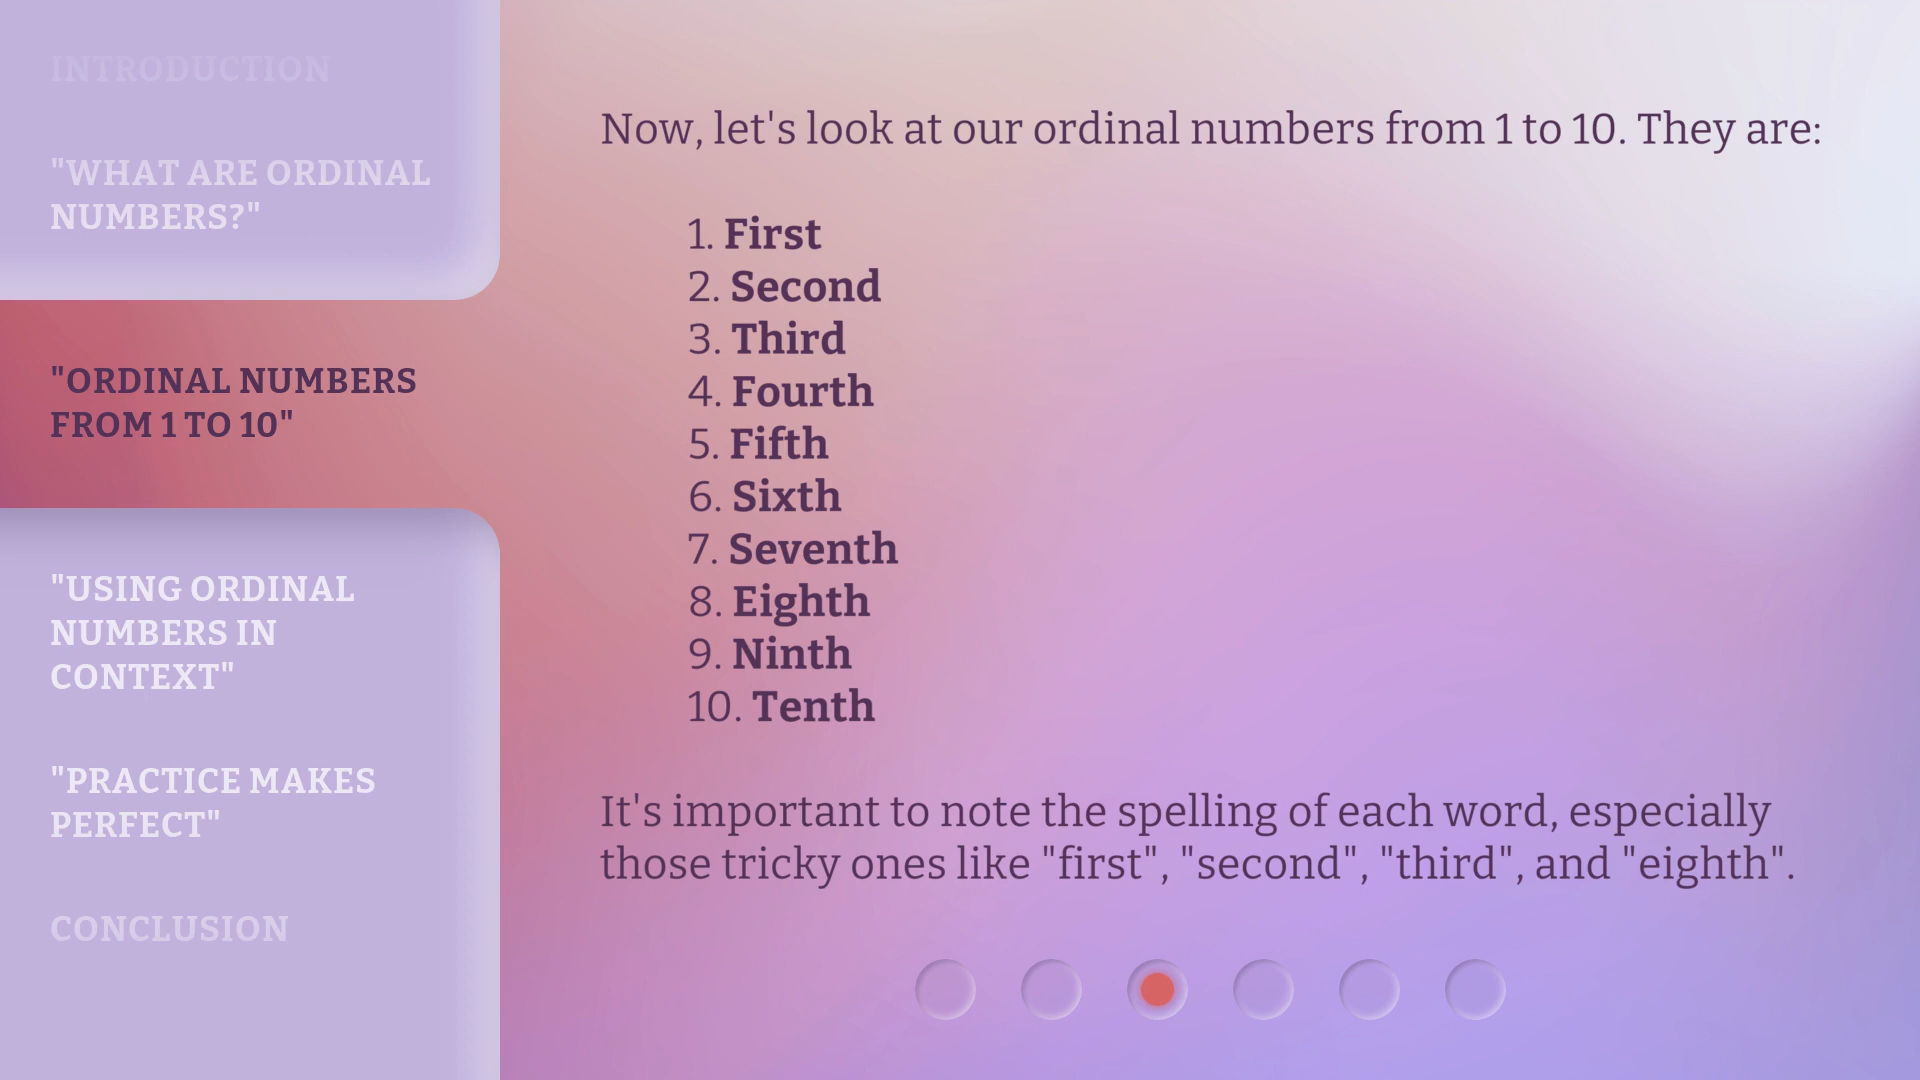 INTRODUCTION
"WHAT ARE ORDINAL
NUMBERS?"
"ORDINAL NUMBERS
FROM 1 TO 10"
"USING ORDINAL
NUMBERS IN
CONTEXT"
"PRACTICE MAKES
PERFECT"
CONCLUSION
Now, let's look at our ordinal numbers from 1 to 10. They are:
1. First
2. Second
3. Third
4. Fourth
5. Fifth
6. Sixth
7. Seventh
8. Eighth
9. Ninth
10. Tenth
It's important to note the spelling of each word, especially
those tricky ones like "first", "second", "third", and "eighth".